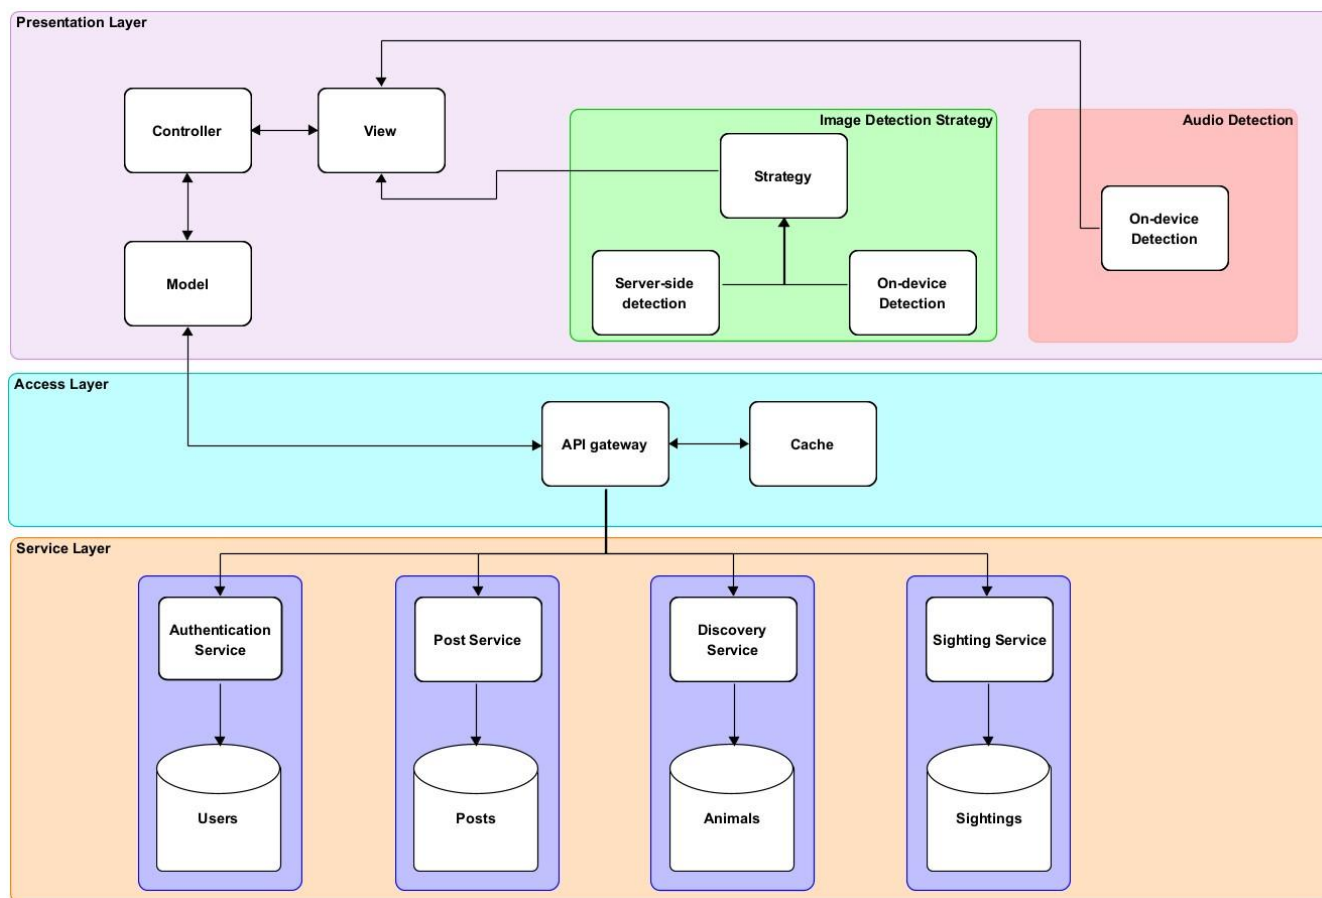 Presentation Layer
Controller
View
Image Detection Strategy
Strategy
Server-side
detection
On-device
Detection
Audio Detection
On-device
Detection
Model
Access Layer
API gateway
Cache
Service Layer
Authentication
Service
Post Service
Discovery
Service
Sighting Service
Users
Posts
Animals
Sightings